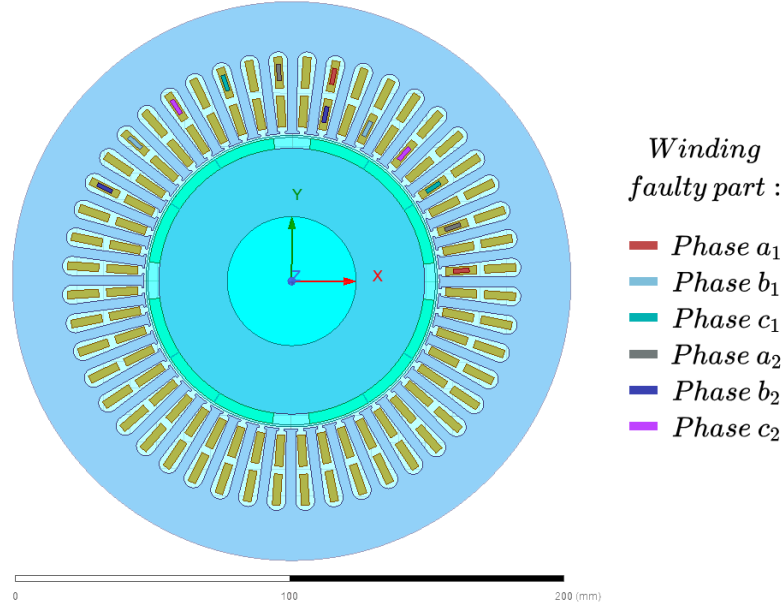 Y
Z
X
0
100
200 (mm)
Winding
faulty part :
Phase a₁
Phase b₁
Phase c₁
Phase a₂
Phase b₂
Phase c₂